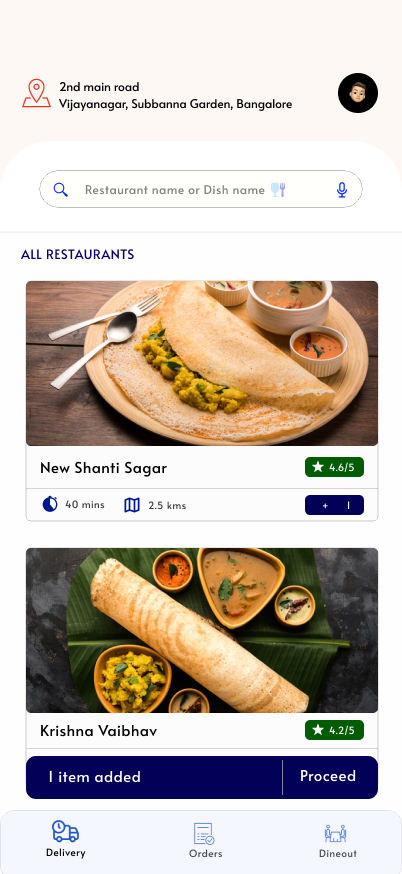 2nd main road
Vijayanagar, Subbanna Garden, Bangalore
Restaurant name or Dish name
ALL RESTAURANTS
New Shanti Sagar
4.6/5
40 mins
2.5 kms
+ 1
Krishna Vaibhav
4.2/5
1 item added
Proceed
Delivery
Orders
Dineout